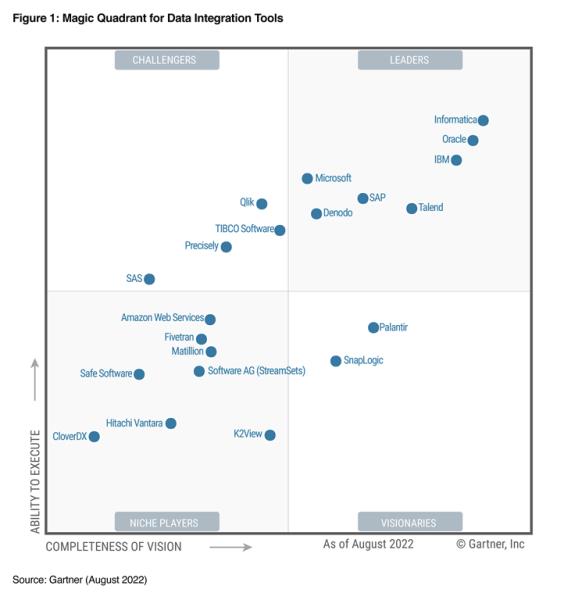 Figure 1: Magic Quadrant for Data Integration Tools
CHALLENGERS
LEADERS
Informatica
Oracle
IBM
Microsoft
SAP
Talend
Denodo
Qlik
TIBCO Software
Precisely
SAS
Amazon Web Services
Fivetran
Matillion
Software AG (StreamSets)
Safe Software
Hitachi Vantara
CloverDX
K2View
Palantir
SnapLogic
NICHE PLAYERS
VISIONARIES
ABILITY TO EXECUTE
COMPLETENESS OF VISION
As of August 2022
© Gartner, Inc
Source: Gartner (August 2022)